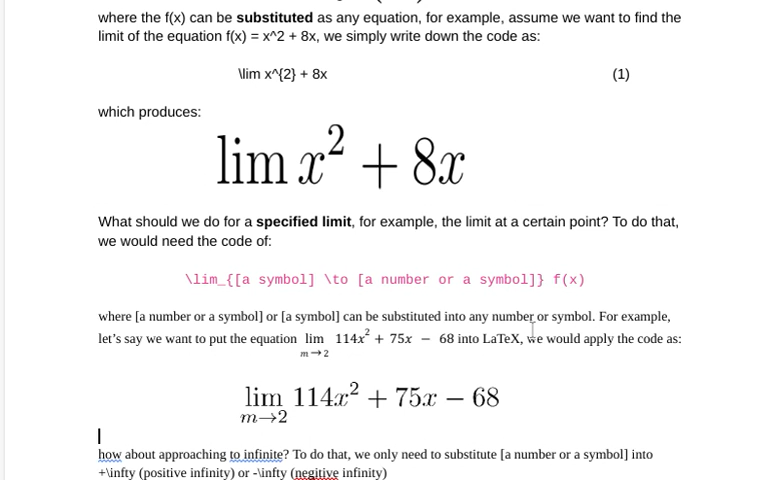 where the f(x) can be substituted as any equation, for example, assume we want to find the
limit of the equation f(x) = x^2 + 8x, we simply write down the code as:
\lim x^{2} + 8x (1)
which produces:
lim x² + 8x
What should we do for a specified limit, for example, the limit at a certain point? To do that,
we would need the code of:
\lim_{[a symbol] \to [a number or a symbol]} f(x)
where [a number or a symbol] or [a symbol] can be substituted into any number or symbol. For example,
let's say we want to put the equation lim 114x² + 75x − 68 into LaTeX, we would apply the code as:
m→2
lim 114x² + 75x − 68
m→2
how about approaching to infinite? To do that, we only need to substitute [a number or a symbol] into
+\infty (positive infinity) or -\infty (negitive infinity)